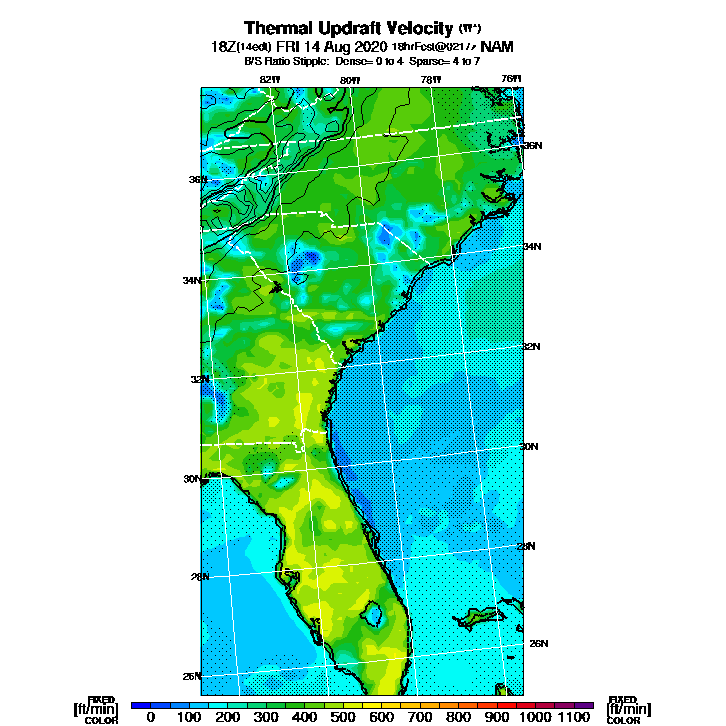 Thermal Updraft Velocity (W*)
18Z(14edt) FRI 14 Aug 2020 NAM
B/S Ratio Stipple: Dense= 0 to 4 Sparse= 4 to 7
82W 80W 78W 76W
36N
36N
34N
34N
32N
32N
30N
30N
28N
28N
26N
26N
FIXED FIXED
[ft/min] 0 100 200 300 400 500 600 700 800 900 1000 1100 [ft/min]
COLOR COLOR